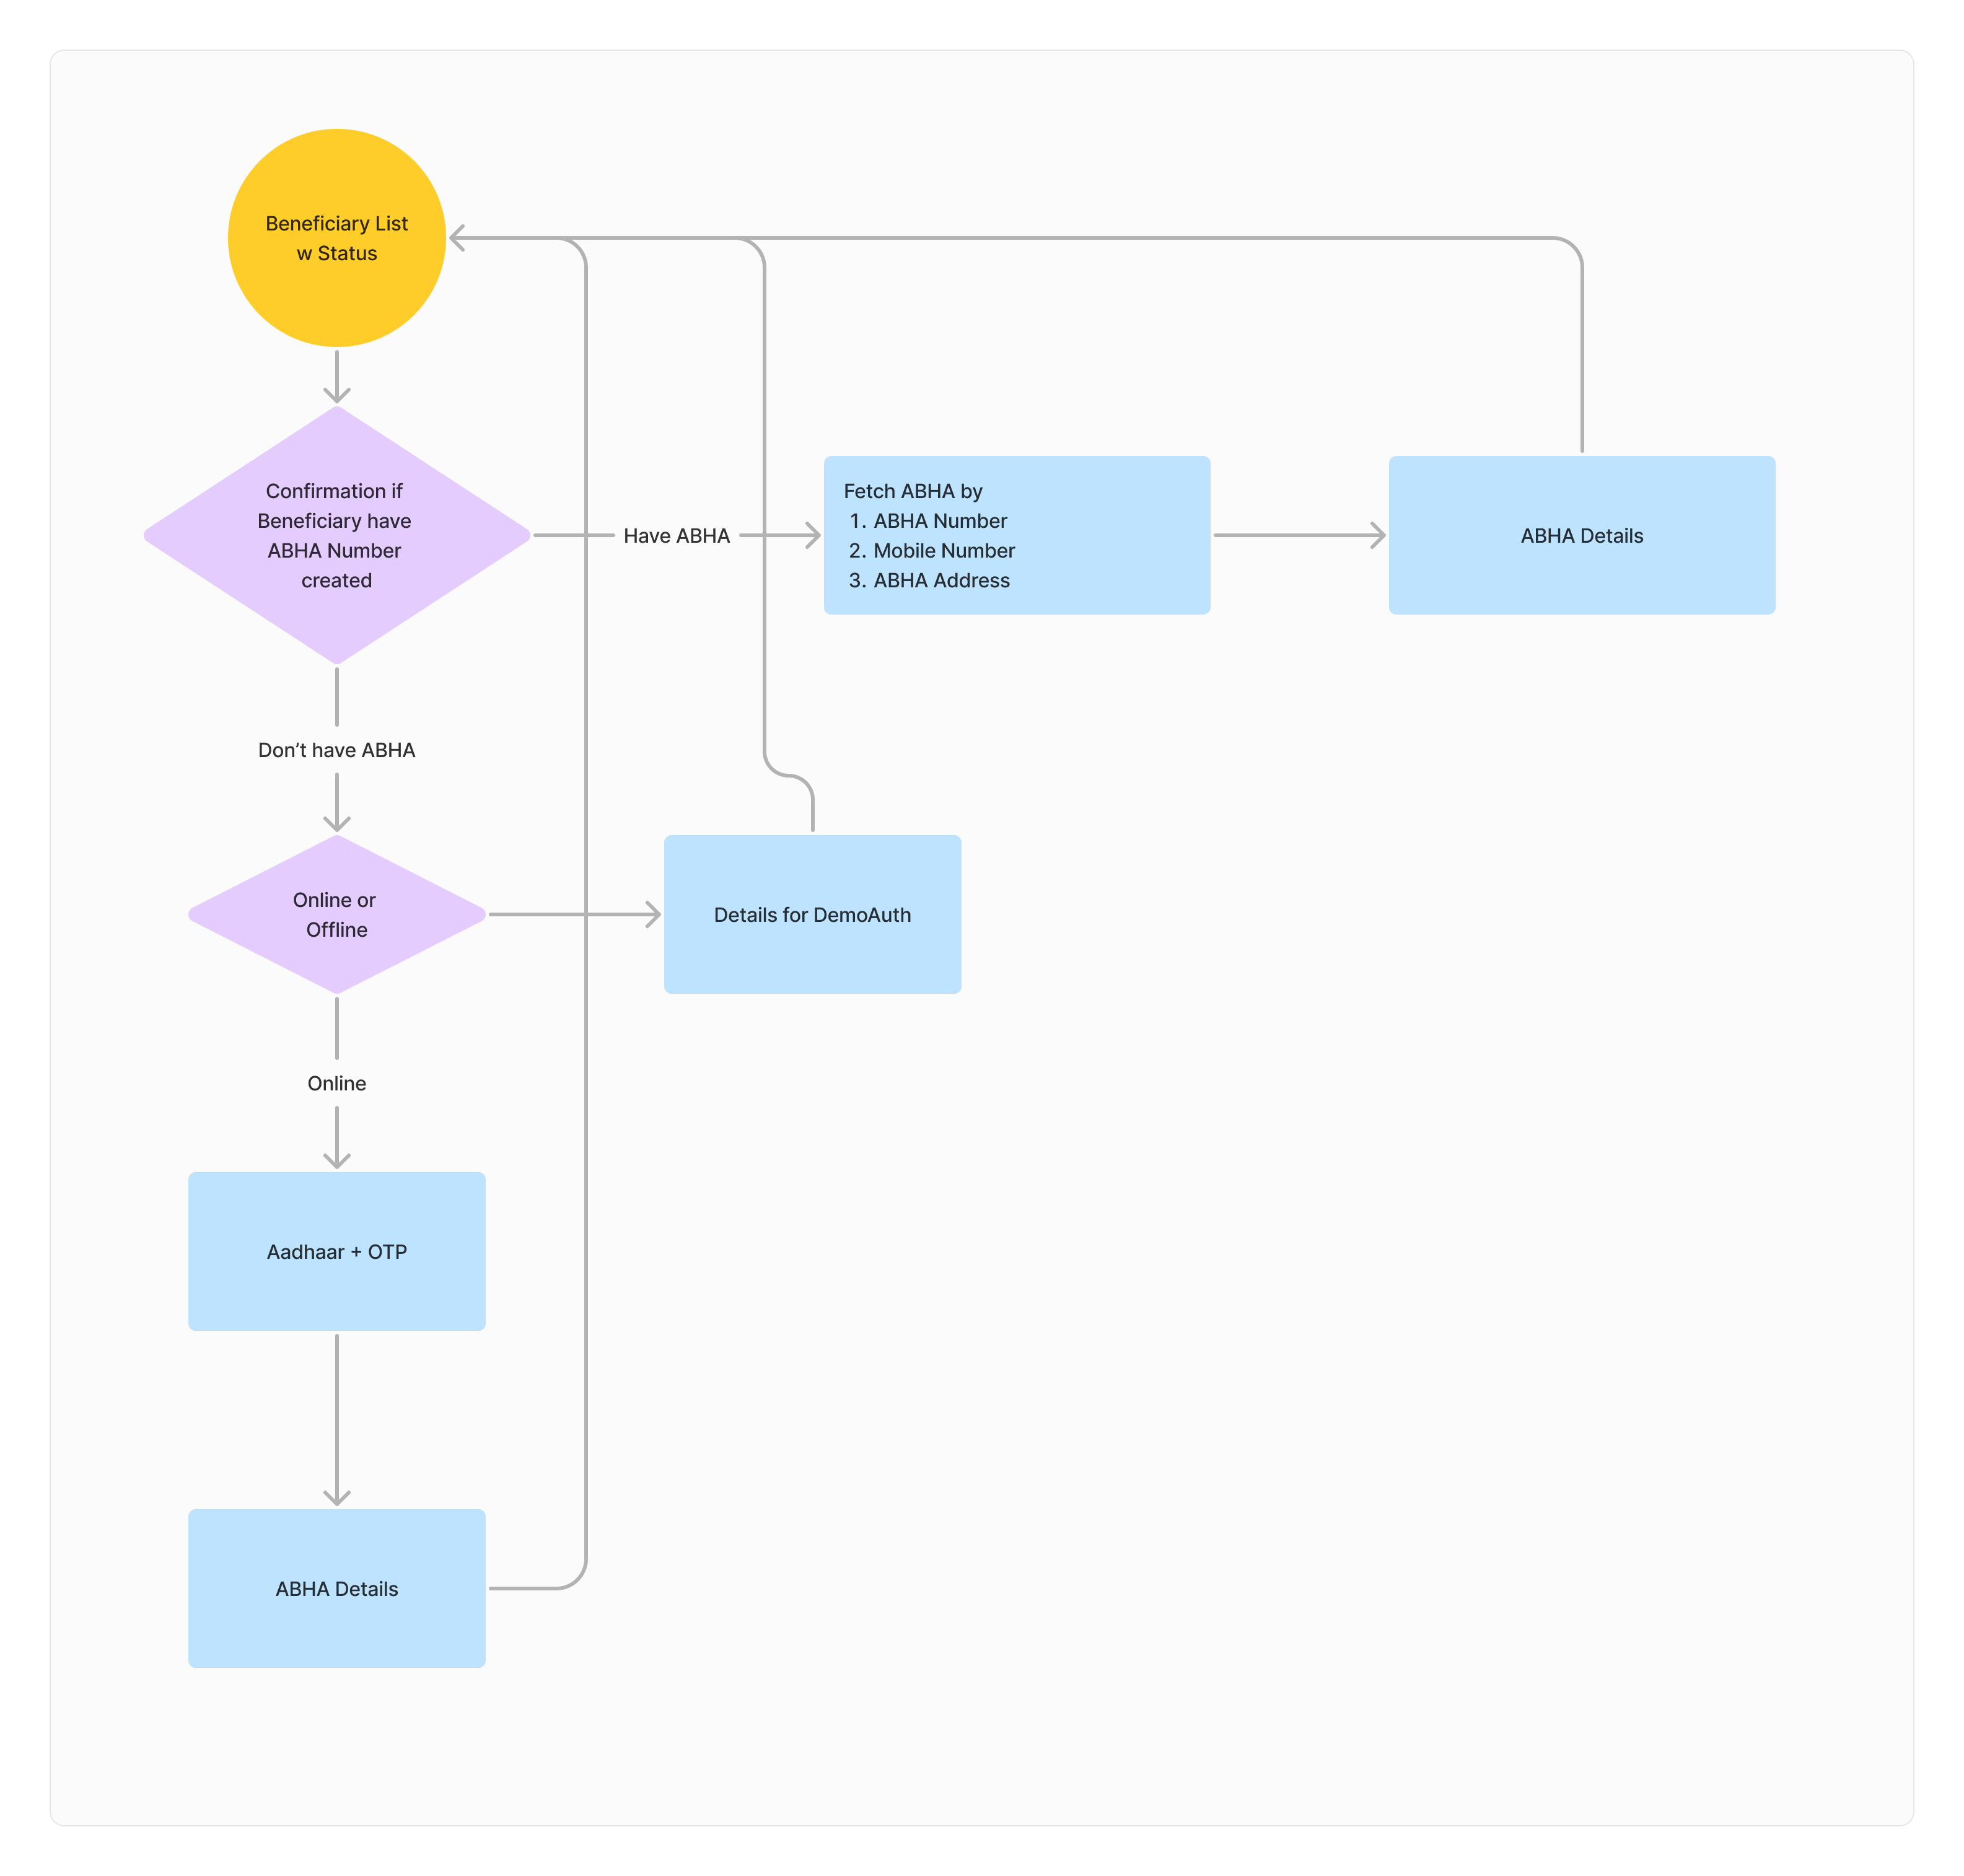 Beneficiary List
w Status
Confirmation if
Beneficiary have
ABHA Number
created
Have ABHA
Fetch ABHA by
1. ABHA Number
2. Mobile Number
3. ABHA Address
ABHA Details
Don’t have ABHA
Online or
Offline
Details for DemoAuth
Online
Aadhaar + OTP
ABHA Details